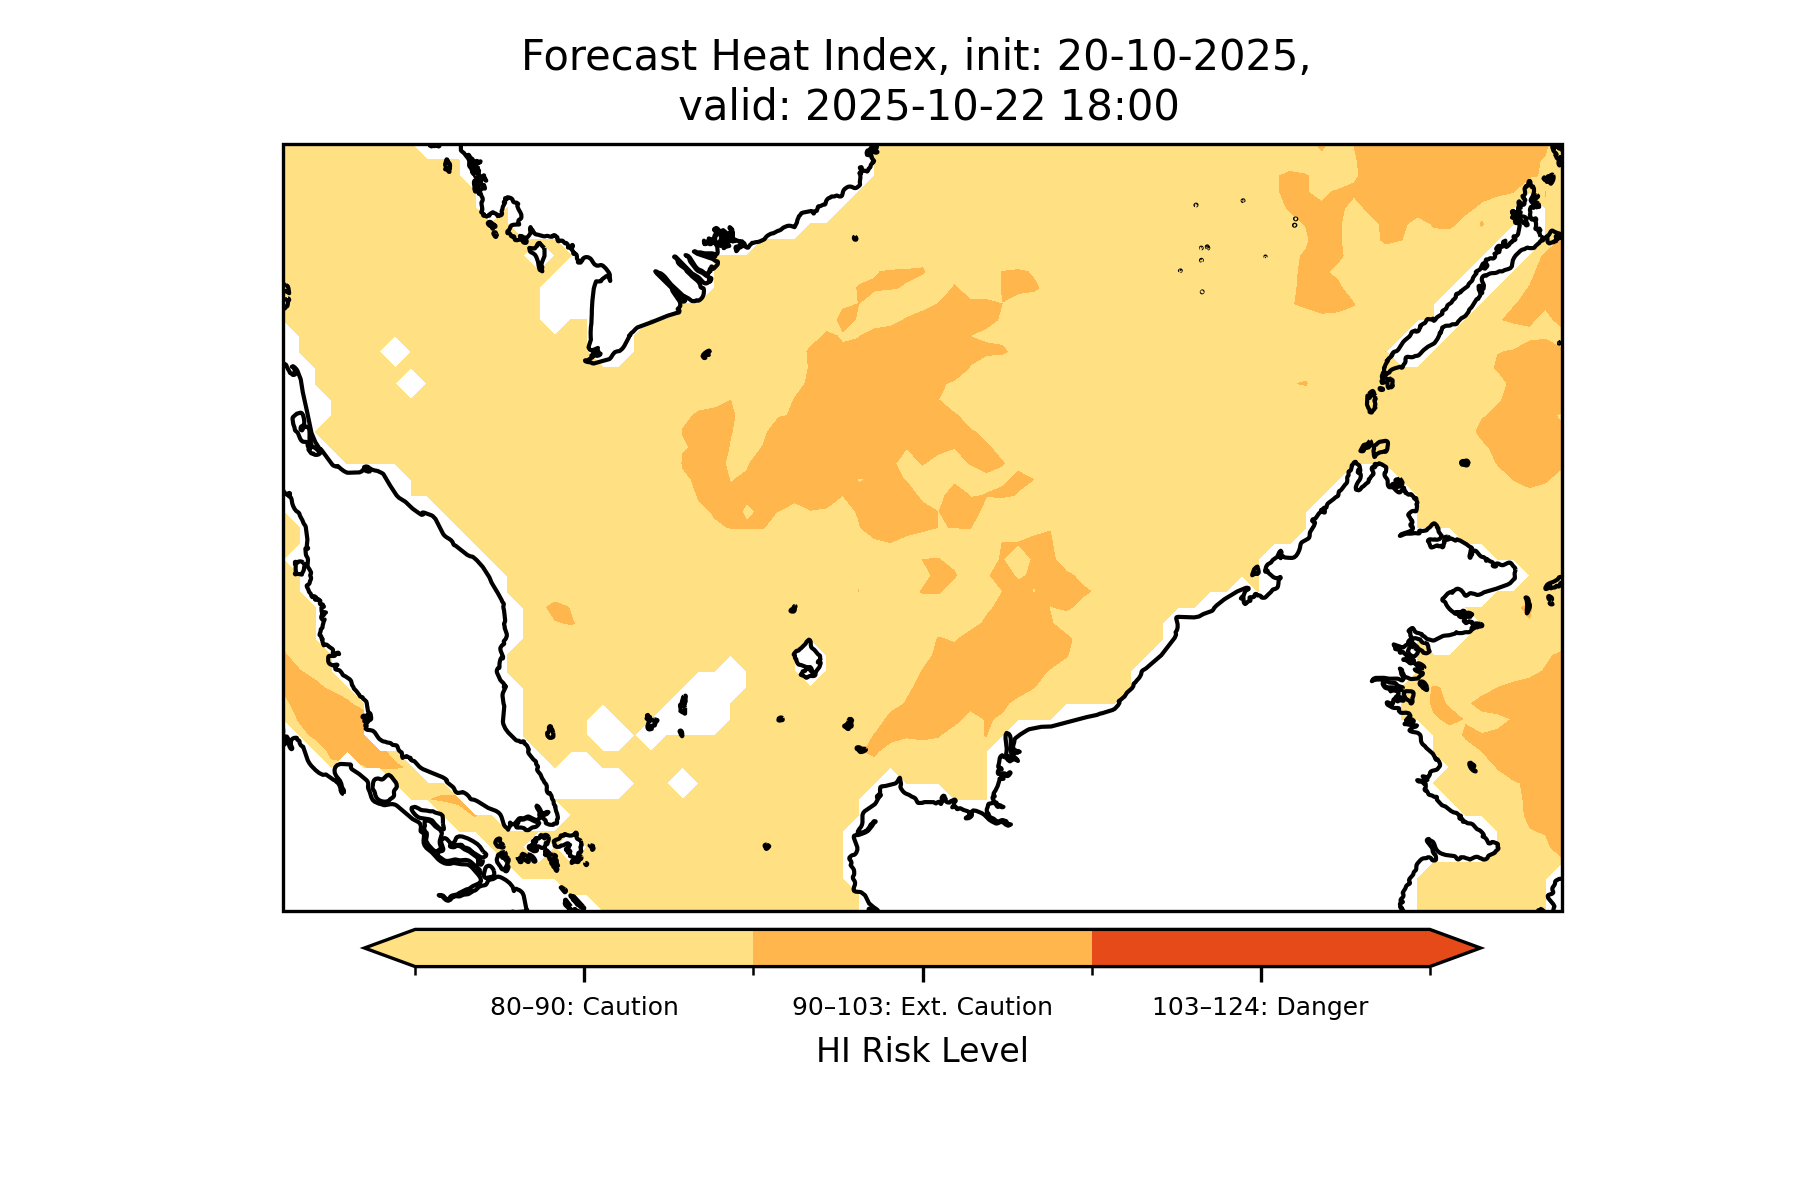 Forecast Heat Index, init: 20-10-2025,
valid: 2025-10-22 18:00
80–90: Caution
90–103: Ext. Caution
103–124: Danger
HI Risk Level